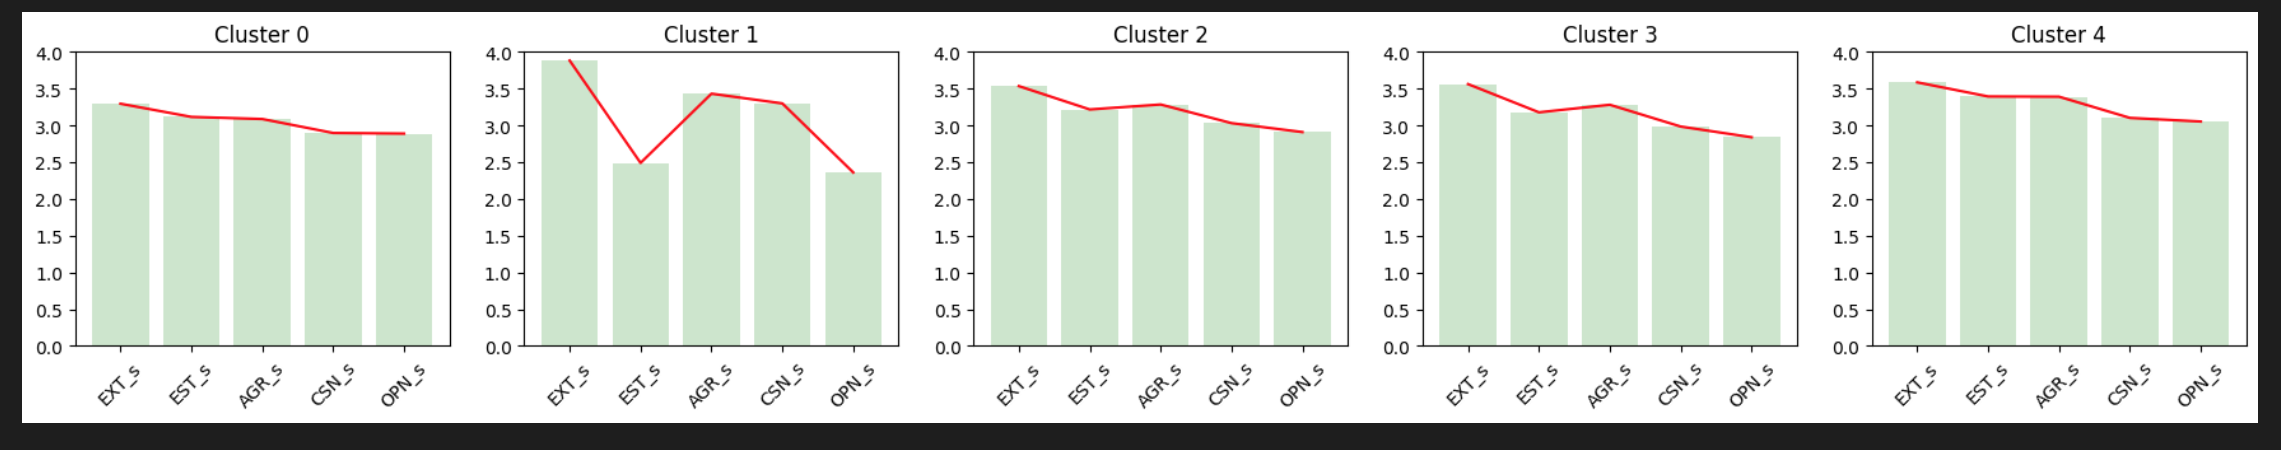 Cluster 0
4.0
3.5
3.0
2.5
2.0
1.5
1.0
0.5
0.0
EXT_s
EST_s
AGR_s
CSN_s
OPN_s
Cluster 1
4.0
3.5
3.0
2.5
2.0
1.5
1.0
0.5
0.0
EXT_s
EST_s
AGR_s
CSN_s
OPN_s
Cluster 2
4.0
3.5
3.0
2.5
2.0
1.5
1.0
0.5
0.0
EXT_s
EST_s
AGR_s
CSN_s
OPN_s
Cluster 3
4.0
3.5
3.0
2.5
2.0
1.5
1.0
0.5
0.0
EXT_s
EST_s
AGR_s
CSN_s
OPN_s
Cluster 4
4.0
3.5
3.0
2.5
2.0
1.5
1.0
0.5
0.0
EXT_s
EST_s
AGR_s
CSN_s
OPN_s